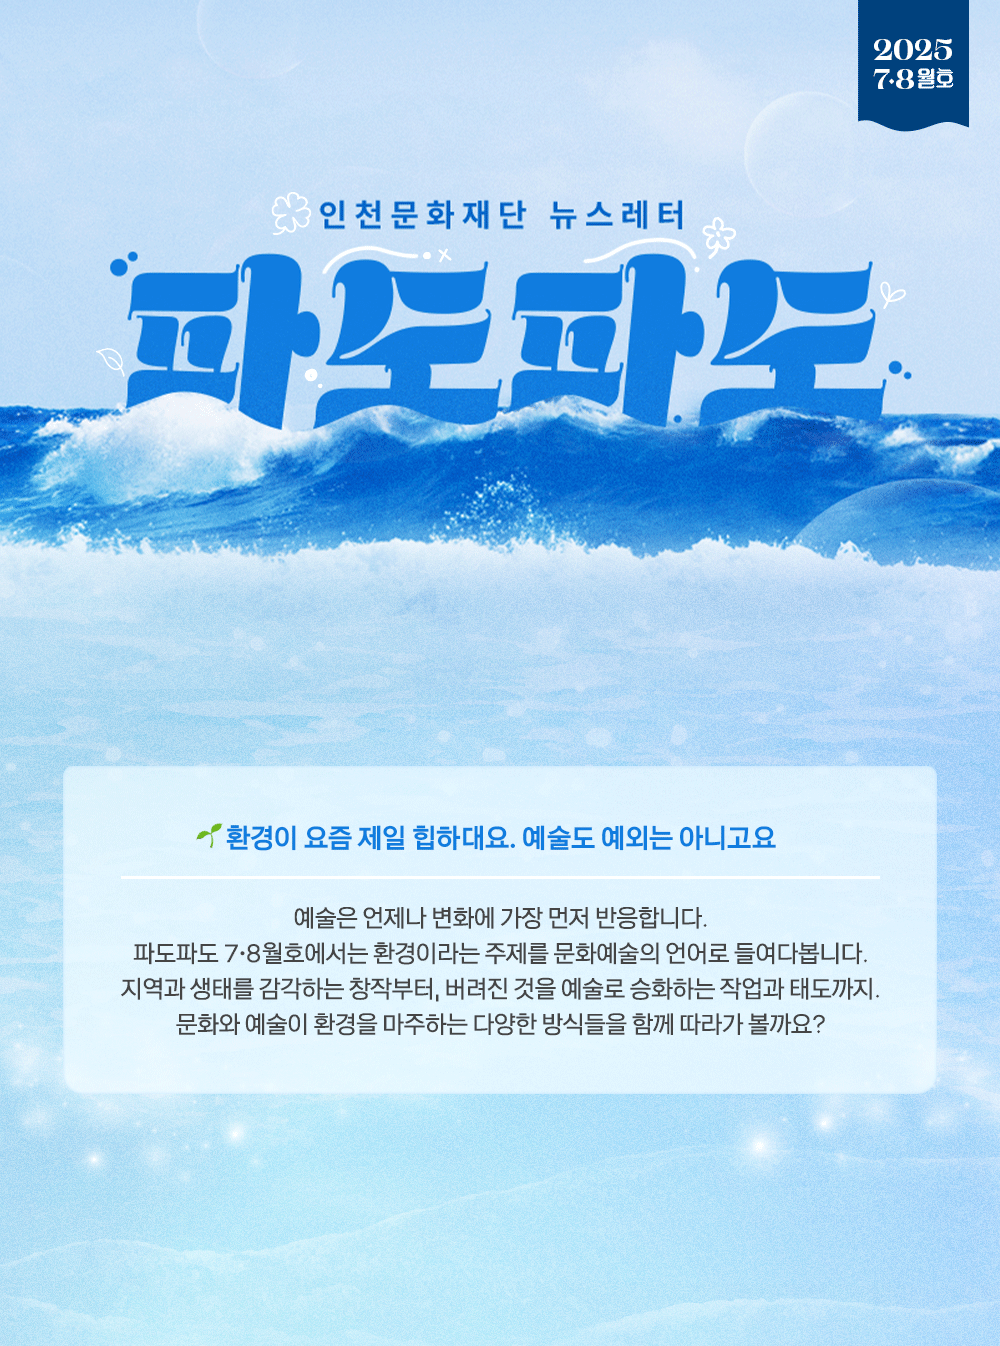 2025
7·8월호
인천문화재단 뉴스레터
파도파도
환경이 요즘 제일 힙하대요. 예술도 예외는 아니고요
예술은 언제나 변화에 가장 먼저 반응합니다.
파도파도 7·8월호에서는 환경이라는 주제를 문화예술의 언어로 들여다봅니다.
지역과 생태를 감각하는 창작부터, 버려진 것을 예술로 승화하는 작업과 태도까지.
문화와 예술이 환경을 마주하는 다양한 방식들을 함께 따라가 볼까요?